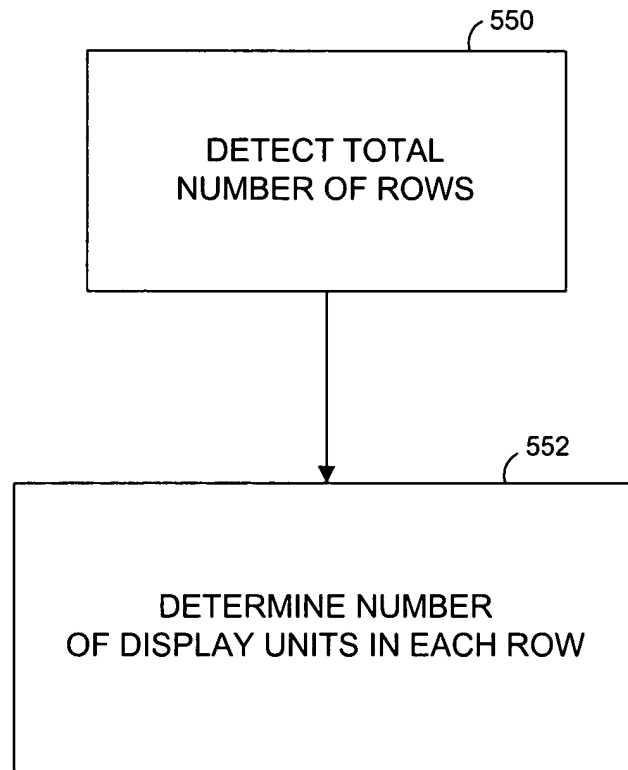 550
DETECT TOTAL
NUMBER OF ROWS
552
DETERMINE NUMBER
OF DISPLAY UNITS IN EACH ROW